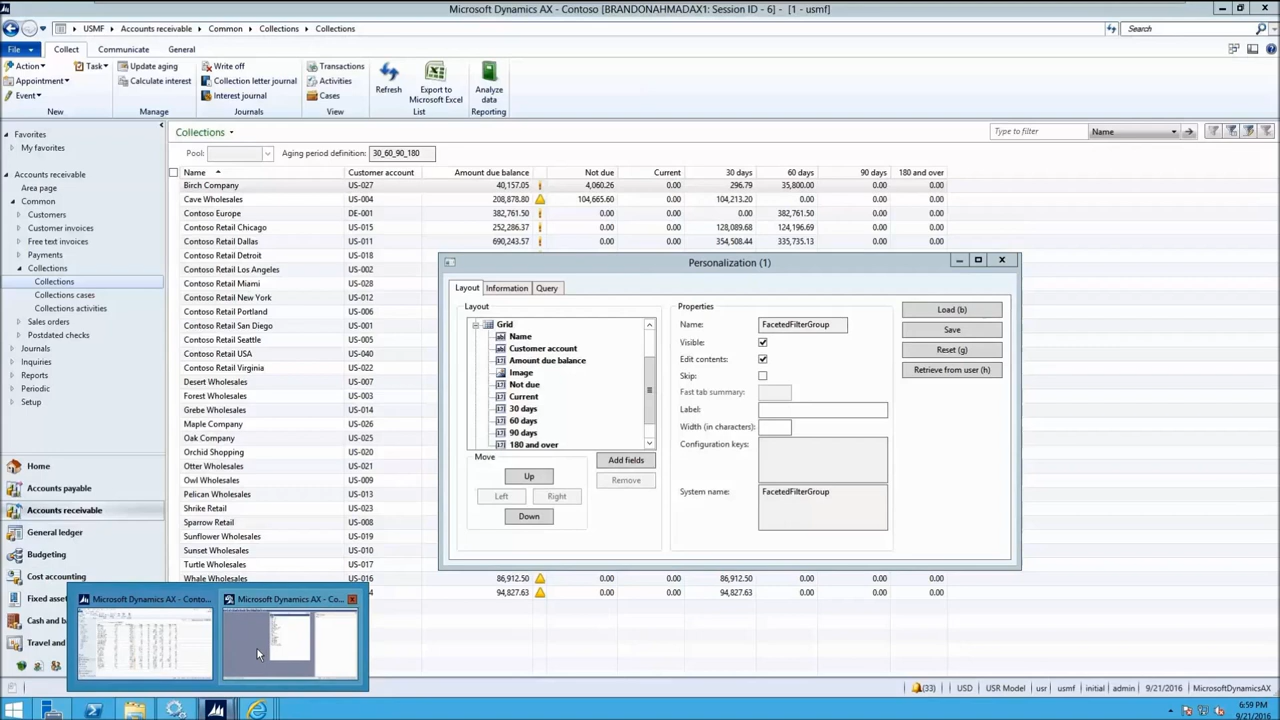 Microsoft Dynamics AX - Contoso [BRANDONAHMADAX1: Session ID - 6] - [1 - usmf]
USMF Accounts receivable Common Collections Collections Search
File Collect Communicate General
Action Task Update aging Write off Transactions
Appointment Calculate interest Collection letter journal Activities
Event Interest journal Cases
Refresh
Export to Microsoft Excel
Analyze data
New Manage Journals View List Reporting
Favorites
My favorites
Accounts receivable
Area page
Common
Customers
Customer invoices
Free text invoices
Payments
Collections
Collections
Collections cases
Collections activities
Sales orders
Postdated checks
Journals
Inquiries
Reports
Periodic
Setup
Home
Accounts payable
Accounts receivable
General ledger
Budgeting
Cost accounting
Fixed asset
Cash and b
Travel and
Collections
Type to filter Name
Pool: Aging period definition: 30_60_90_180
Name Customer account Amount due balance Not due Current 30 days 60 days 90 days 180 and over
Birch Company US-027 40,157.05 4,060.26 0.00 296.79 35,800.00 0.00 0.00
Cave Wholesales US-004 208,878.80 104,665.60 0.00 104,213.20 0.00 0.00 0.00
Contoso Europe DE-001 382,761.50 0.00 0.00 0.00 382,761.50 0.00 0.00
Contoso Retail Chicago US-015 252,286.37 0.00 0.00 128,089.68 124,196.69 0.00 0.00
Contoso Retail Dallas US-011 690,243.57 0.00 0.00 354,508.44 335,735.13 0.00 0.00
Contoso Retail Detroit US-018
Contoso Retail Los Angeles US-002
Contoso Retail Miami US-028
Contoso Retail New York US-012
Contoso Retail Portland US-006
Contoso Retail San Diego US-001
Contoso Retail Seattle US-005
Contoso Retail USA US-040
Contoso Retail Virginia US-022
Desert Wholesales US-007
Forest Wholesales US-003
Grebe Wholesales US-014
Maple Company US-026
Oak Company US-025
Orchid Shopping US-024
Otter Wholesales US-021
Owl Wholesales US-009
Pelican Wholesales US-013
Shrike Retail US-023
Sparrow Retail US-008
Sunflower Wholesales US-029
Sunset Wholesales US-010
Turtle Wholesales US-017
Whale Wholesales US-016 86,912.50 0.00 0.00 86,912.50 0.00 0.00 0.00
4 94,827.63 0.00 0.00 94,827.63 0.00 0.00 0.00
Personalization (1)
Layout Information Query
Layout
Grid
Name
Customer account
Amount due balance
Image
Not due
Current
30 days
60 days
90 days
180 and over
Move
Up
Left Right
Down
Add fields
Remove
Properties
Name: FacetedFilterGroup
Visible:
Edit contents:
Skip:
Fast tab summary:
Label:
Width (in characters):
Configuration keys:
System name: FacetedFilterGroup
Load (b)
Save
Reset (g)
Retrieve from user (h)
Microsoft Dynamics AX - Conto... Microsoft Dynamics AX - Co...
(33) USD USR Model usr usmf initial admin 9/21/2016 MicrosoftDynamicsAX
6:59 PM
9/21/2016